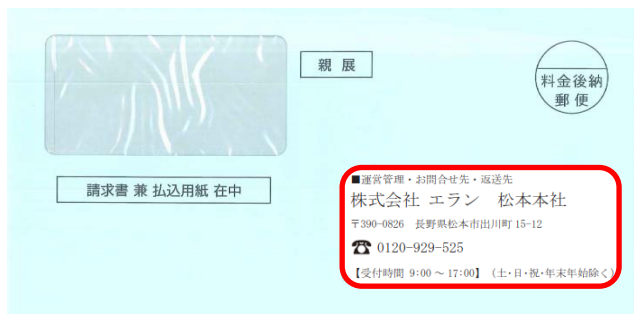 親 展
料金後納
郵 便
請求書 兼 払込用紙 在中
■運営管理・お問合せ先・返送先
株式会社 エラン 松本本社
〒390-0826 長野県松本市出川町 15-12
☎ 0120-929-525
【受付時間 9:00 ～ 17:00】 (土・日・祝・年末年始除く)